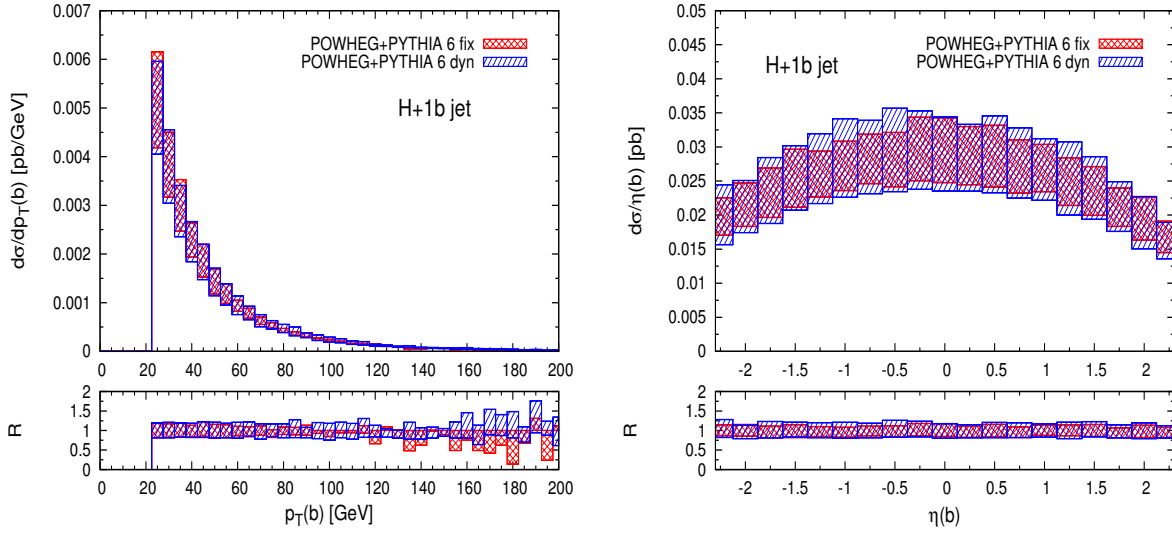 0.007
0.006
0.005
0.004
0.003
0.002
0.001
0
dσ/dp_T(b) [pb/GeV]
POWHEG+PYTHIA 6 fix
POWHEG+PYTHIA 6 dyn
H+1b jet
0 20 40 60 80 100 120 140 160 180 200
2
1.5
1
0.5
0
R
0 20 40 60 80 100 120 140 160 180 200
p_T(b) [GeV]
0.05
0.045
0.04
0.035
0.03
0.025
0.02
0.015
0.01
0.005
0
dσ/η(b) [pb]
POWHEG+PYTHIA 6 fix
POWHEG+PYTHIA 6 dyn
H+1b jet
-2 -1.5 -1 -0.5 0 0.5 1 1.5 2
2
1.5
1
0.5
0
R
-2 -1.5 -1 -0.5 0 0.5 1 1.5 2
η(b)